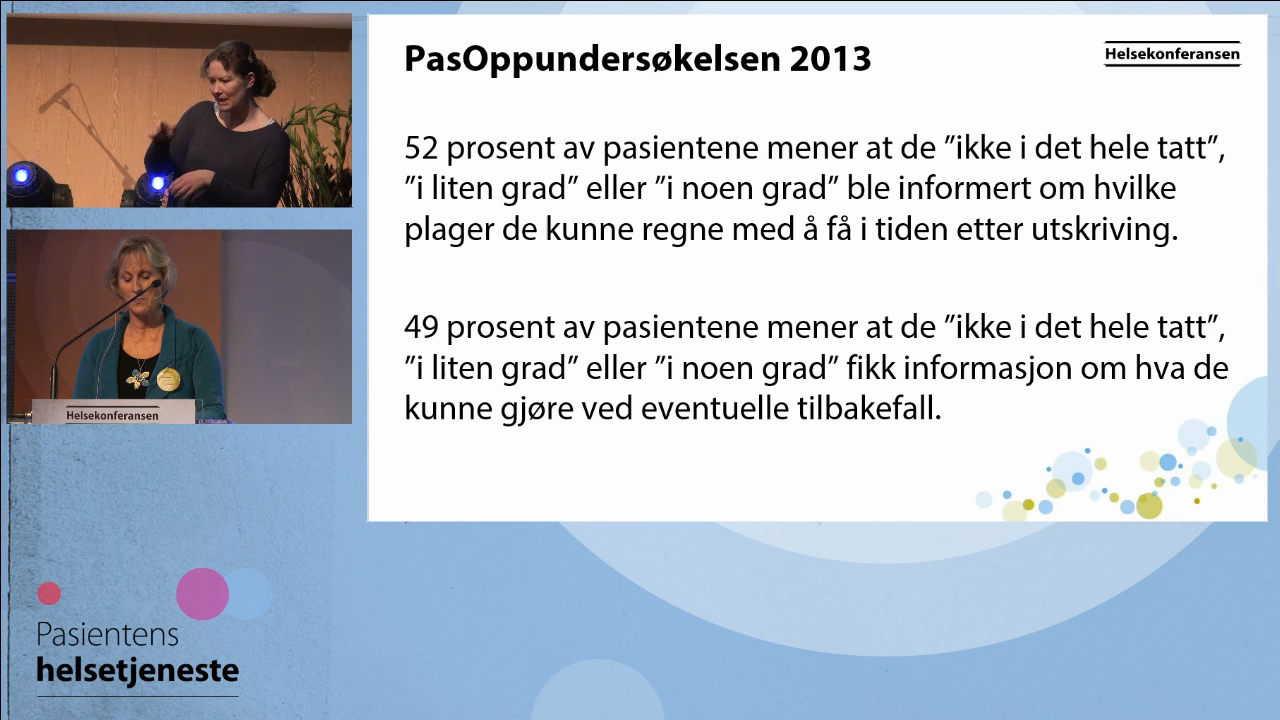 PasOppundersøkelsen 2013
Helsekonferansen
52 prosent av pasientene mener at de ”ikke i det hele tatt”,
”i liten grad” eller ”i noen grad” ble informert om hvilke
plager de kunne regne med å få i tiden etter utskriving.
49 prosent av pasientene mener at de ”ikke i det hele tatt”,
”i liten grad” eller ”i noen grad” fikk informasjon om hva de
kunne gjøre ved eventuelle tilbakefall.
Helsekonferansen
Pasientens
helsetjeneste